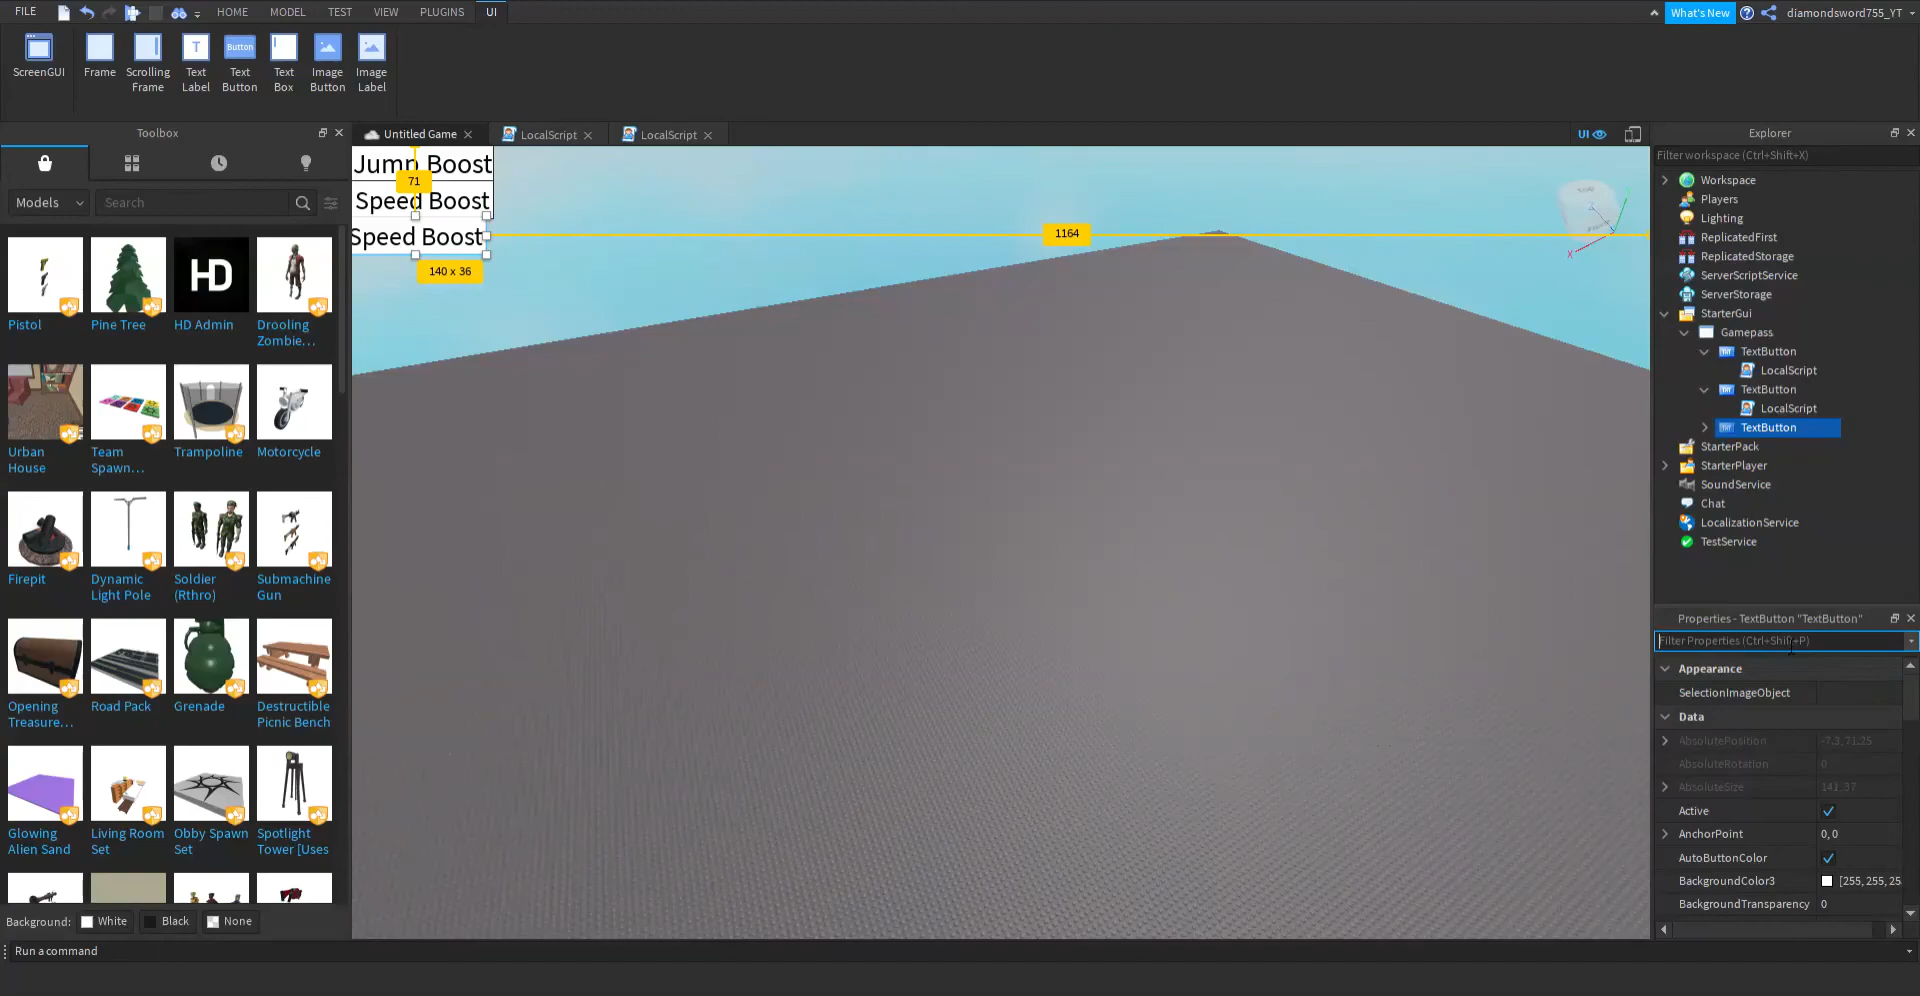 FILE
HOME
MODEL
TEST
VIEW
PLUGINS
UI
What's New
diamondsword755_YT
ScreenGUI
Frame
Scrolling
Frame
Text
Label
Button
Text
Button
Text
Box
Image
Button
Image
Label
Toolbox
Untitled Game
LocalScript
LocalScript
UI
Explorer
Filter workspace (Ctrl+Shift+X)
Models
Search
Jump Boost
71
Speed Boost
Speed Boost
140 x 36
1164
Workspace
Players
Lighting
ReplicatedFirst
ReplicatedStorage
ServerScriptService
ServerStorage
StarterGui
Gamepass
TextButton
LocalScript
TextButton
LocalScript
TextButton
StarterPack
StarterPlayer
SoundService
Chat
LocalizationService
TestService
HD
Pistol
Pine Tree
HD Admin
Drooling
Zombie...
Urban
House
Team
Spawn...
Trampoline
Motorcycle
Firepit
Dynamic
Light Pole
Soldier
(Rthro)
Submachine
Gun
Opening
Treasure...
Road Pack
Grenade
Destructible
Picnic Bench
Glowing
Alien Sand
Living Room
Set
Obby Spawn
Set
Spotlight
Tower [Uses
Properties - TextButton "TextButton"
Filter Properties (Ctrl+Shift+P)
Appearance
SelectionImageObject
Data
AbsolutePosition -7.3, 71.25
AbsoluteRotation 0
AbsoluteSize 141, 37
Active
AnchorPoint 0, 0
AutoButtonColor
BackgroundColor3 [255, 255, 25
BackgroundTransparency 0
Background: White Black None
Run a command